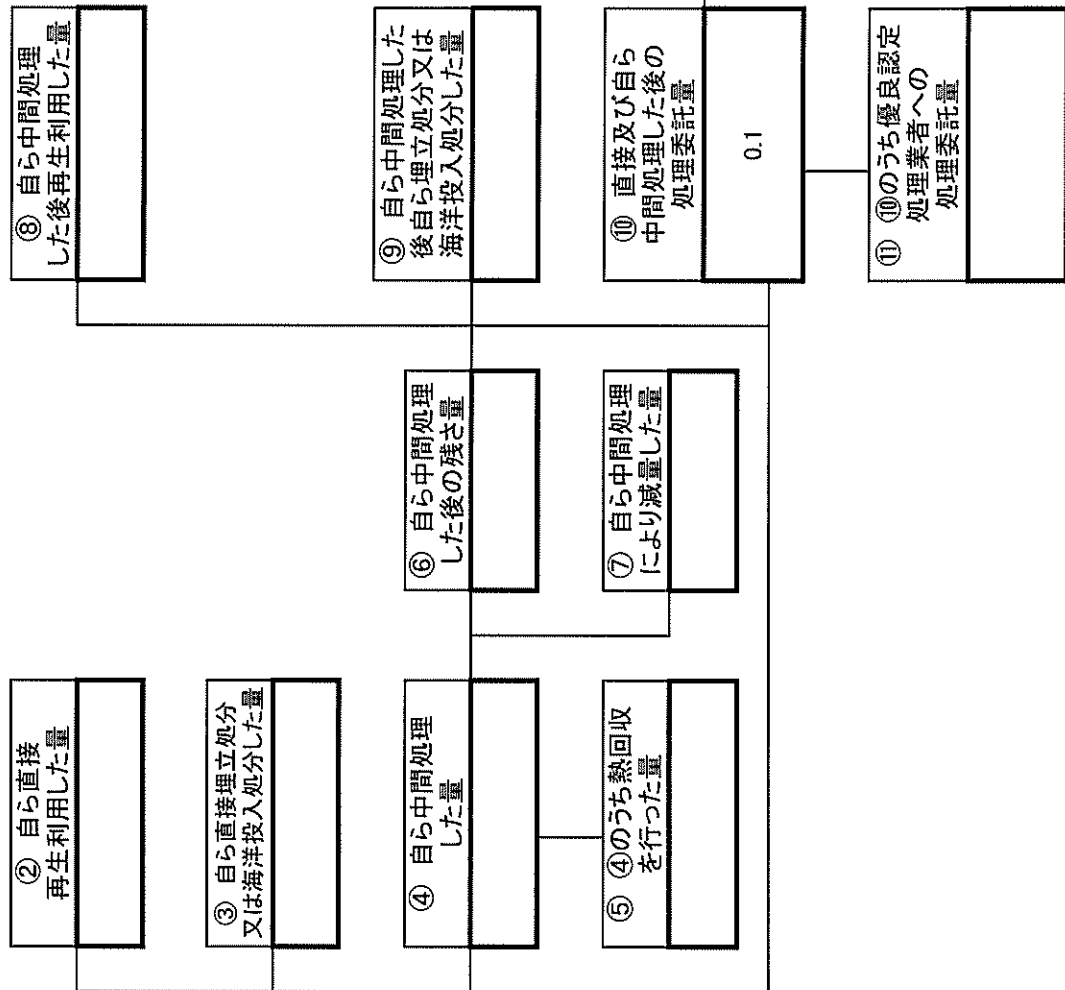 ② 自ら直接
再生利用した量
③ 自ら直接埋立処分
又は海洋投入処分した量
④ 自ら中間処理
した量
⑤ ④のうち熱回収
を行った量
⑥ 自ら中間処理
した後の残さ量
⑦ 自ら中間処理
により減量した量
⑧ 自ら中間処理
した後再生利用した量
⑨ 自ら中間処理した
後自ら埋立処分又は
海洋投入処分した量
⑩ 直接及び自ら
中間処理した後の
処理委託量
0.1
⑪ ⑩のうち優良認定
処理業者への
処理委託量